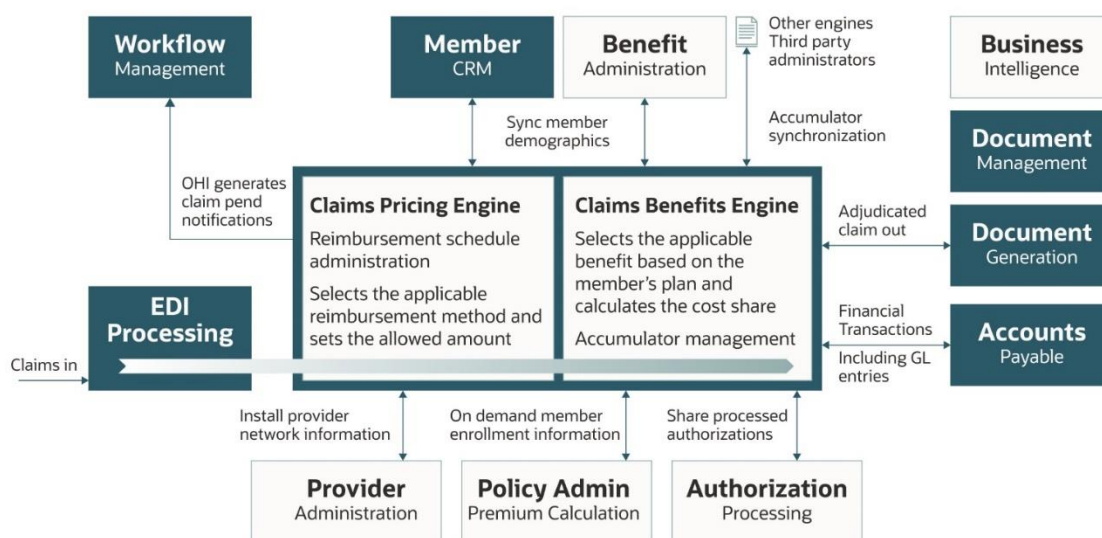 Workflow
Management
Member
CRM
Benefit
Administration
Other engines
Third party
administrators
Business
Intelligence
Sync member
demographics
Accumulator
synchronization
Document
Management
OHI generates
claim pend
notifications
Claims Pricing Engine
Reimbursement schedule
administration
Selects the applicable
reimbursement method and
sets the allowed amount
Claims Benefits Engine
Selects the applicable
benefit based on the
member's plan and
calculates the cost share
Accumulator management
Adjudicated
claim out
Document
Generation
EDI
Processing
Claims in
Financial
Transactions
Including GL
entries
Accounts
Payable
Install provider
network information
On demand member
enrollment information
Share processed
authorizations
Provider
Administration
Policy Admin
Premium Calculation
Authorization
Processing